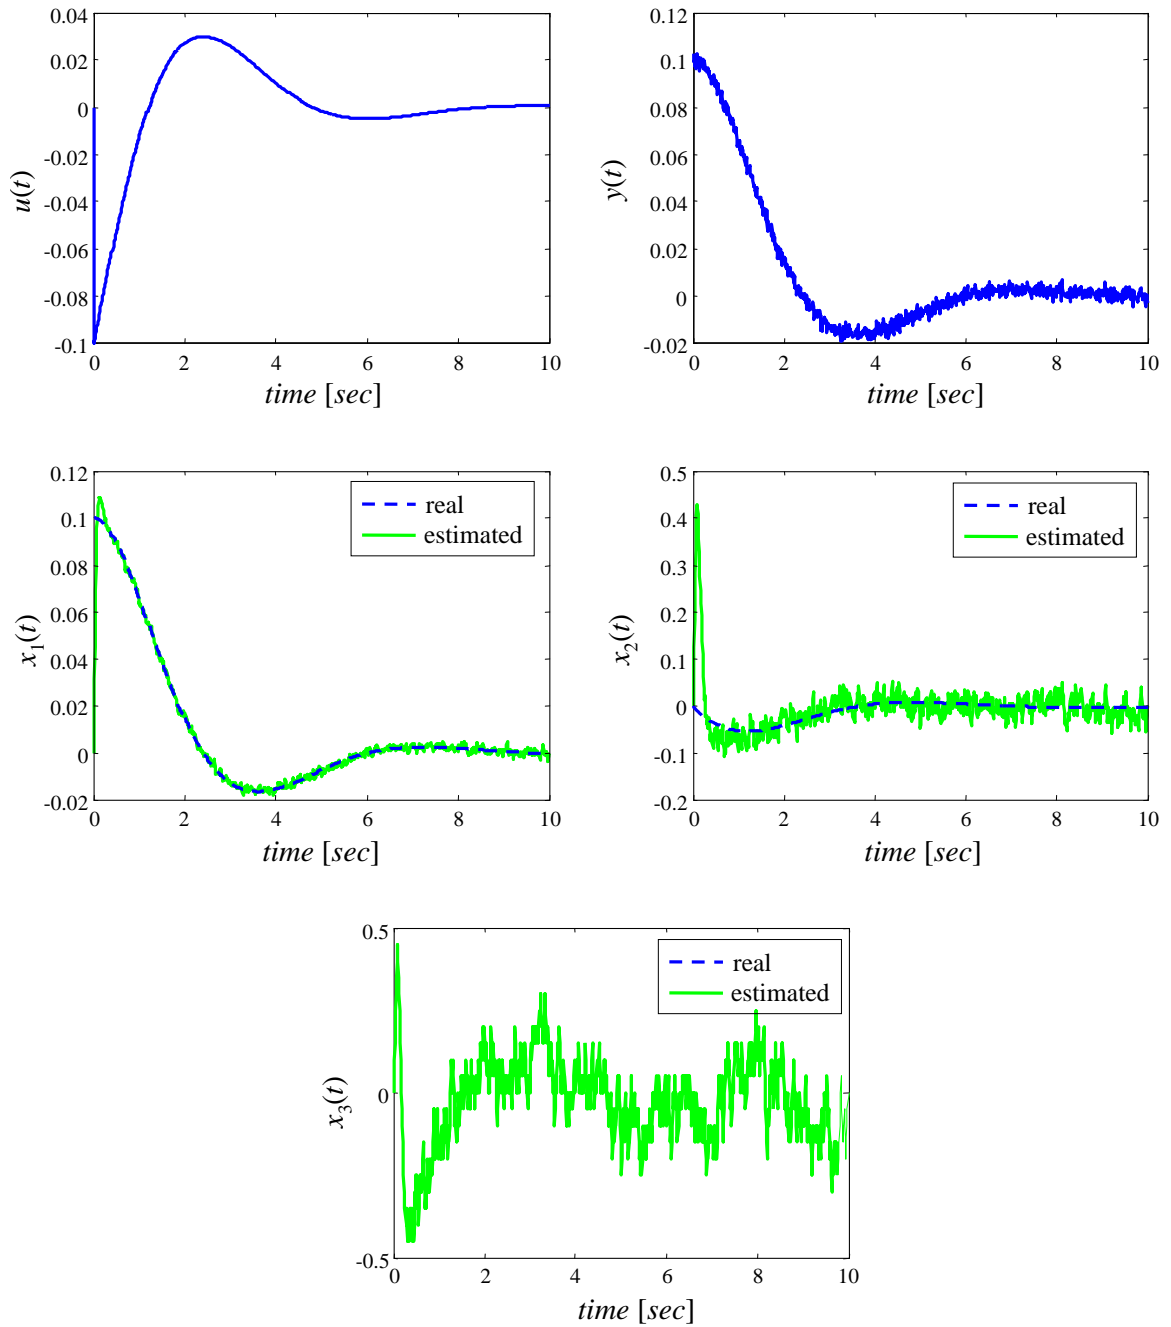 0.04
0.02
0
-0.02
-0.04
-0.06
-0.08
-0.1
0 2 4 6 8 10
u(t)
time [sec]
0.12
0.1
0.08
0.06
0.04
0.02
0
-0.02
0 2 4 6 8 10
y(t)
time [sec]
0.12
0.1
0.08
0.06
0.04
0.02
0
-0.02
0 2 4 6 8 10
x₁(t)
time [sec]
real
estimated
0.5
0.4
0.3
0.2
0.1
0
-0.1
-0.2
0 2 4 6 8 10
x₂(t)
time [sec]
real
estimated
0.5
0
-0.5
0 2 4 6 8 10
x₃(t)
time [sec]
real
estimated